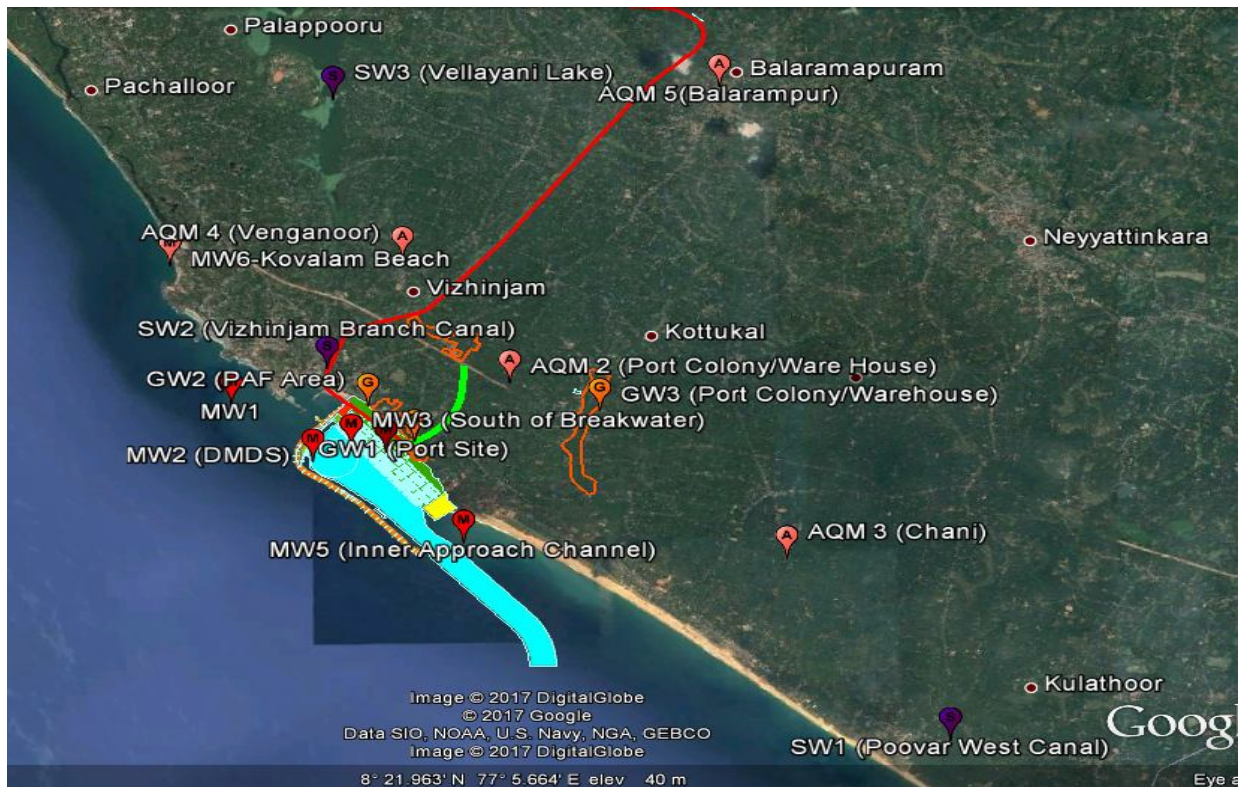 Palappooru
S
SW3 (Vellayani Lake)
A
Balaramapuram
Pachalloor
AQM 5(Balarampur)
AQM 4 (Venganoor)
A
M
Neyyattinkara
MW6-Kovalam Beach
Vizhinjam
SW2 (Vizhinjam Branch Canal)
Kottukal
S
A
AQM 2 (Port Colony/Ware House)
GW2 (PAF Area)
G
G
GW3 (Port Colony/Warehouse)
MW1
M
MW3 (South of Breakwater)
M
GW1 (Port Site)
MW2 (DMDS)
M
AQM 3 (Chani)
A
MW5 (Inner Approach Channel)
Kulathoor
Image © 2017 DigitalGlobe
© 2017 Google
S
Data SIO, NOAA, U.S. Navy, NGA, GEBCO
SW1 (Poovar West Canal)
Image © 2017 DigitalGlobe
8° 21.963' N 77° 5.664' E elev 40 m